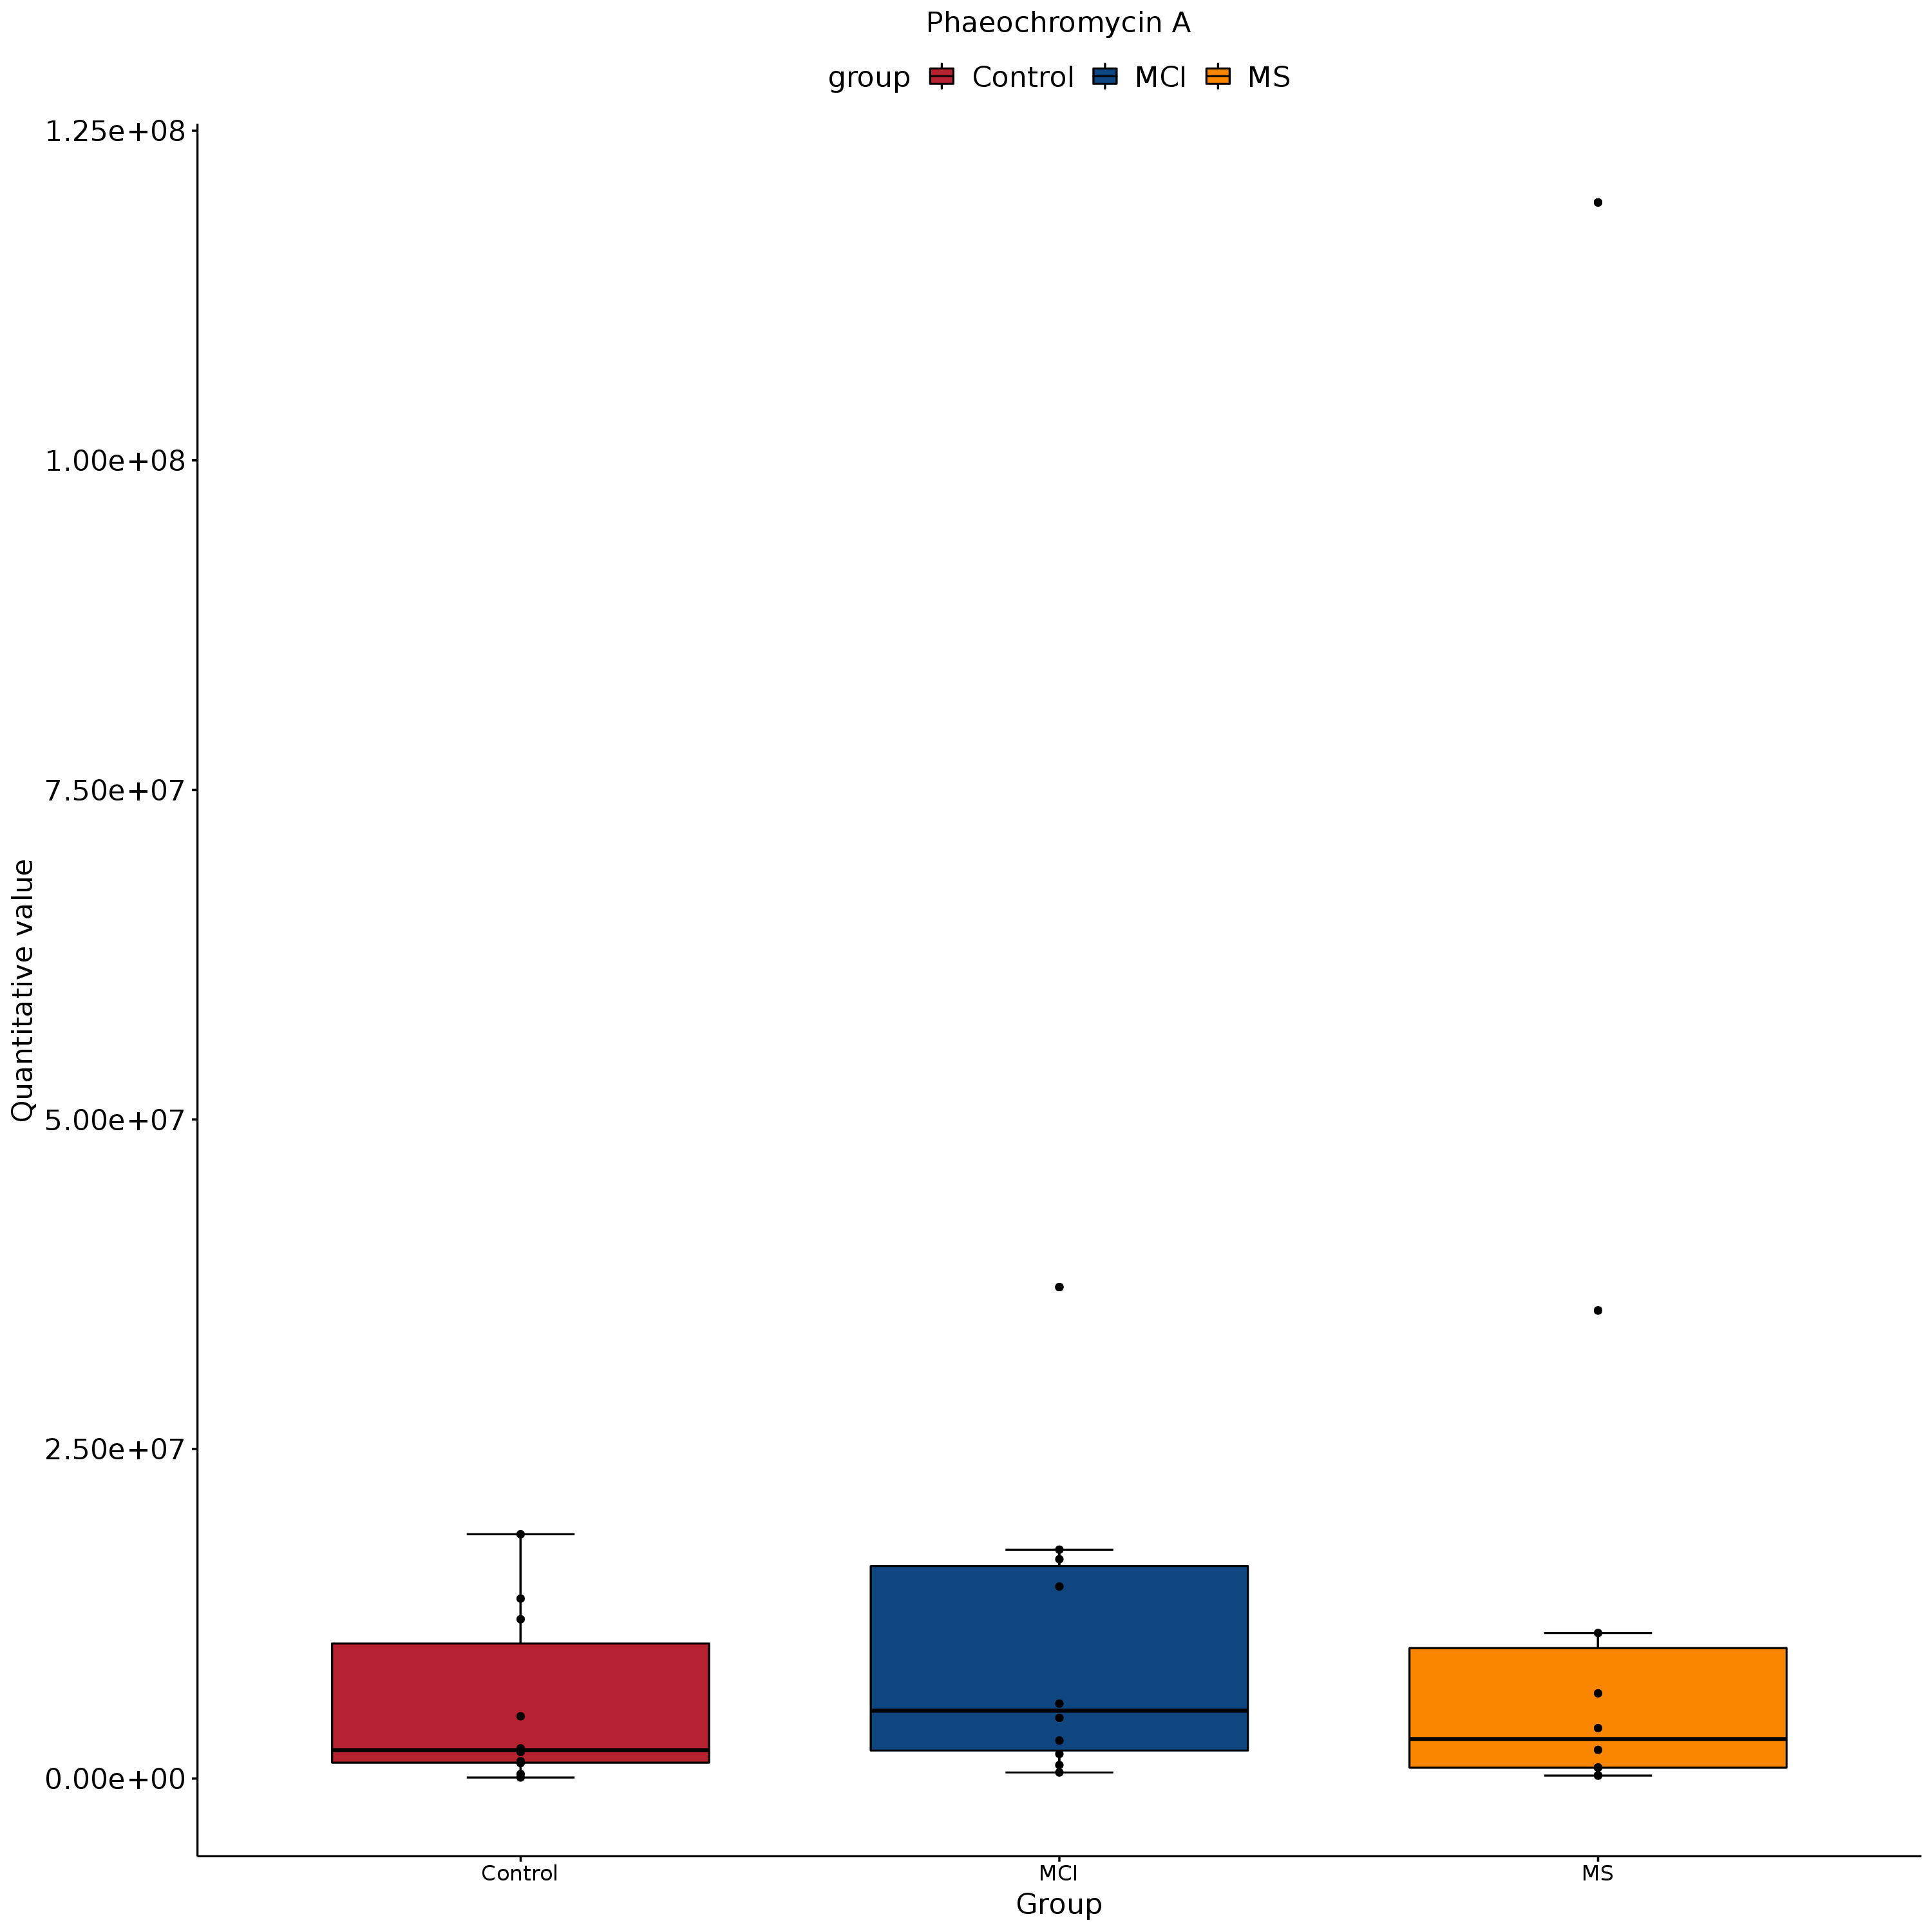 Phaeochromycin A
group Control MCI MS
1.25e+08
1.00e+08
7.50e+07
5.00e+07
2.50e+07
0.00e+00
Quantitative value
Control MCI MS
Group